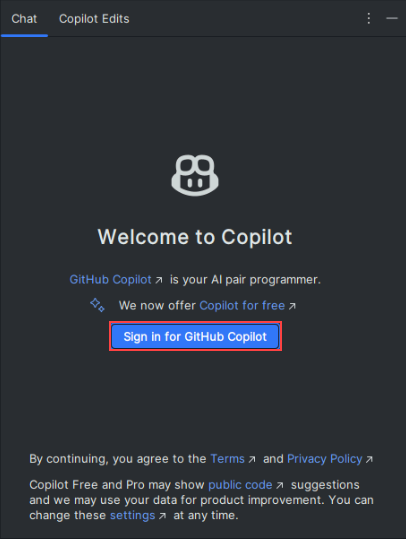 Chat Copilot Edits
Welcome to Copilot
GitHub Copilot ↗ is your AI pair programmer.
We now offer Copilot for free ↗
Sign in for GitHub Copilot
By continuing, you agree to the Terms ↗ and Privacy Policy ↗
Copilot Free and Pro may show public code ↗ suggestions
and we may use your data for product improvement. You can
change these settings ↗ at any time.